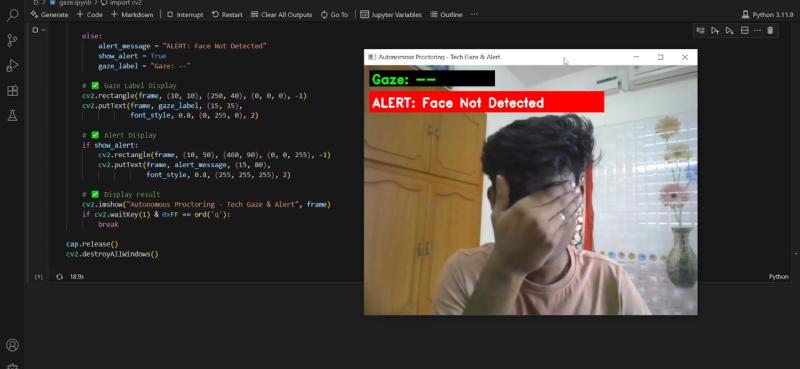 D: > gaze.ipynb > import cv2
Generate + Code + Markdown Interrupt Restart Clear All Outputs Go To Jupyter Variables Outline ... Python 3.11.9
else:
alert_message = "ALERT: Face Not Detected"
show_alert = True
gaze_label = "Gaze: --"
# ✅ Gaze Label Display
cv2.rectangle(frame, (10, 10), (250, 40), (0, 0, 0), -1)
cv2.putText(frame, gaze_label, (15, 35),
font_style, 0.8, (0, 255, 0), 2)
# ✅ Alert Display
if show_alert:
cv2.rectangle(frame, (10, 50), (460, 90), (0, 0, 255), -1)
cv2.putText(frame, alert_message, (15, 80),
font_style, 0.8, (255, 255, 255), 2)
# ✅ Display result
cv2.imshow("Autonomous Proctoring - Tech Gaze & Alert", frame)
if cv2.waitKey(1) & 0xFF == ord('q'):
break
cap.release()
cv2.destroyAllWindows()
[*] 18.9s
Python
Autonomous Proctoring - Tech Gaze & Alert
Gaze: --
ALERT: Face Not Detected